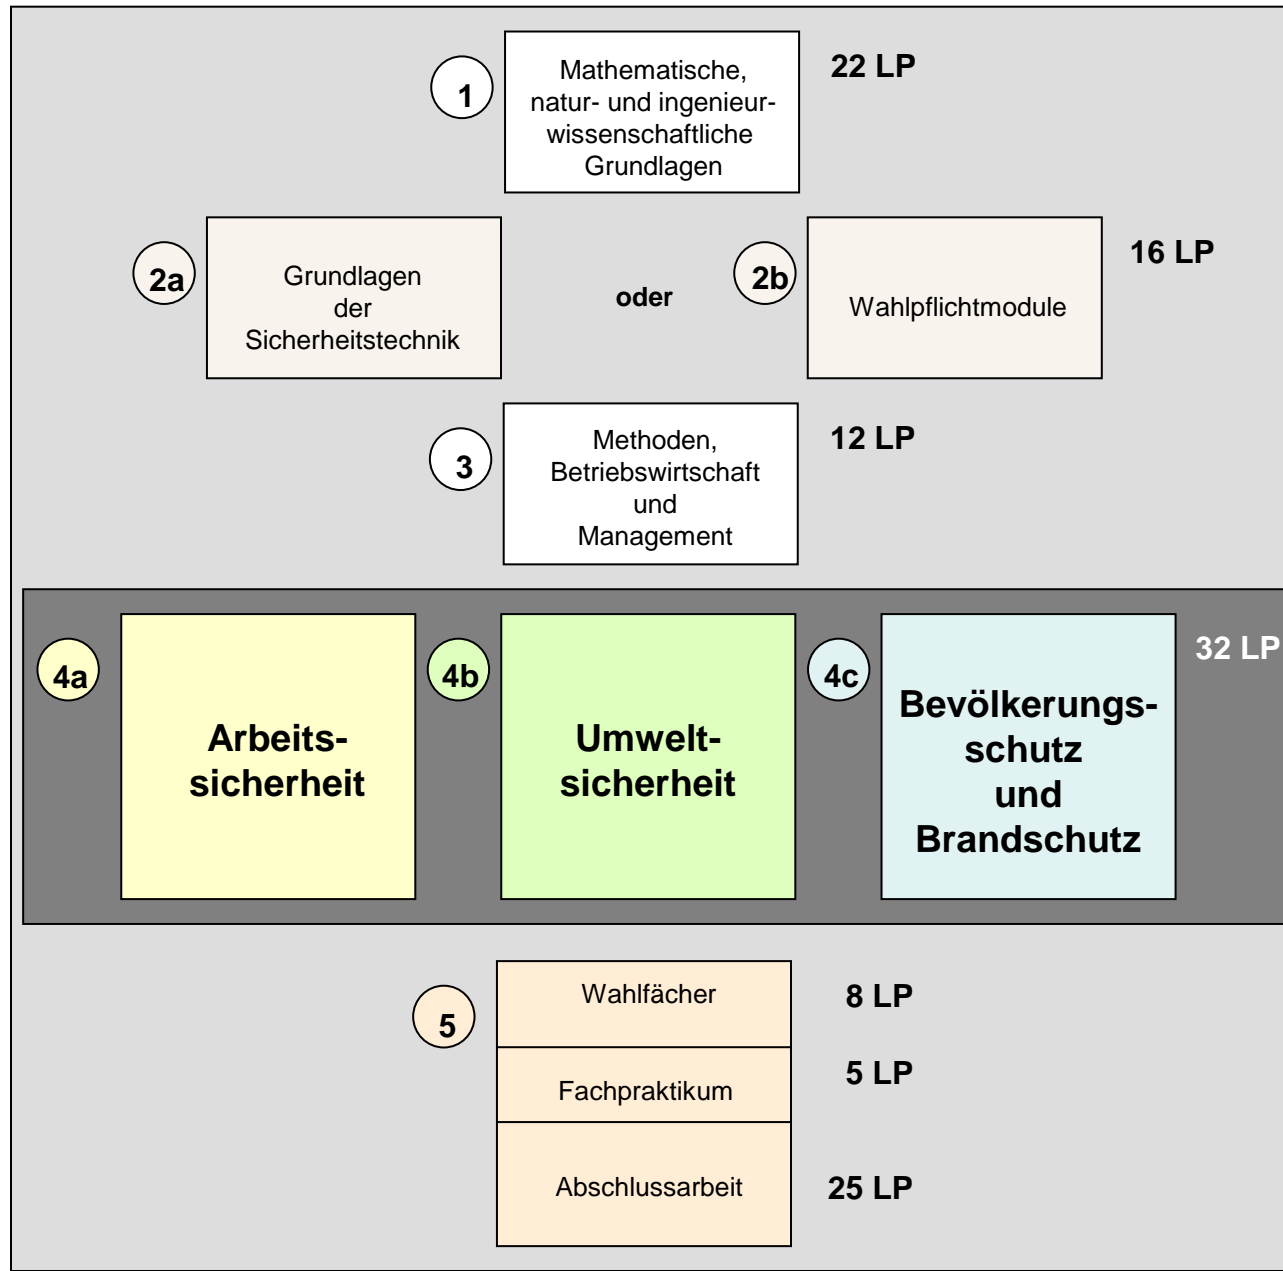 1
Mathematische,
natur- und ingenieur-
wissenschaftliche
Grundlagen
22 LP
2a
Grundlagen
der
Sicherheitstechnik
oder
2b
Wahlpflichtmodule
16 LP
3
Methoden,
Betriebswirtschaft
und
Management
12 LP
4a
Arbeits-
sicherheit
4b
Umwelt-
sicherheit
4c
Bevölkerungs-
schutz
und
Brandschutz
32 LP
5
Wahlfächer
8 LP
Fachpraktikum
5 LP
Abschlussarbeit
25 LP